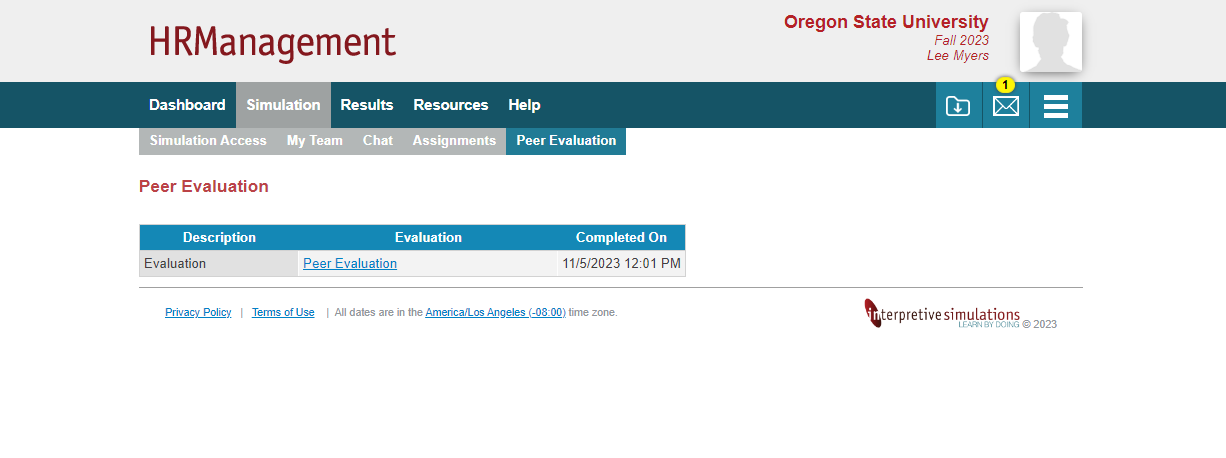 HRManagement
Oregon State University
Fall 2023
Lee Myers
Dashboard Simulation Results Resources Help
1
Simulation Access My Team Chat Assignments Peer Evaluation
Peer Evaluation
Description Evaluation Completed On
Evaluation Peer Evaluation 11/5/2023 12:01 PM
Privacy Policy | Terms of Use | All dates are in the America/Los Angeles (-08:00) time zone.
interpretive simulations
LEARN BY DOING © 2023